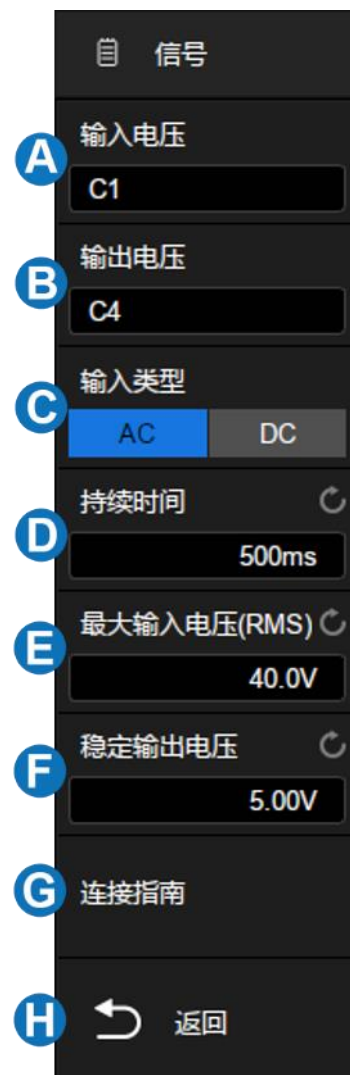 信号
A
输入电压
C1
B
输出电压
C4
C
输入类型
AC DC
D
持续时间
500ms
E
最大输入电压(RMS)
40.0V
F
稳定输出电压
5.00V
G
连接指南
H
返回